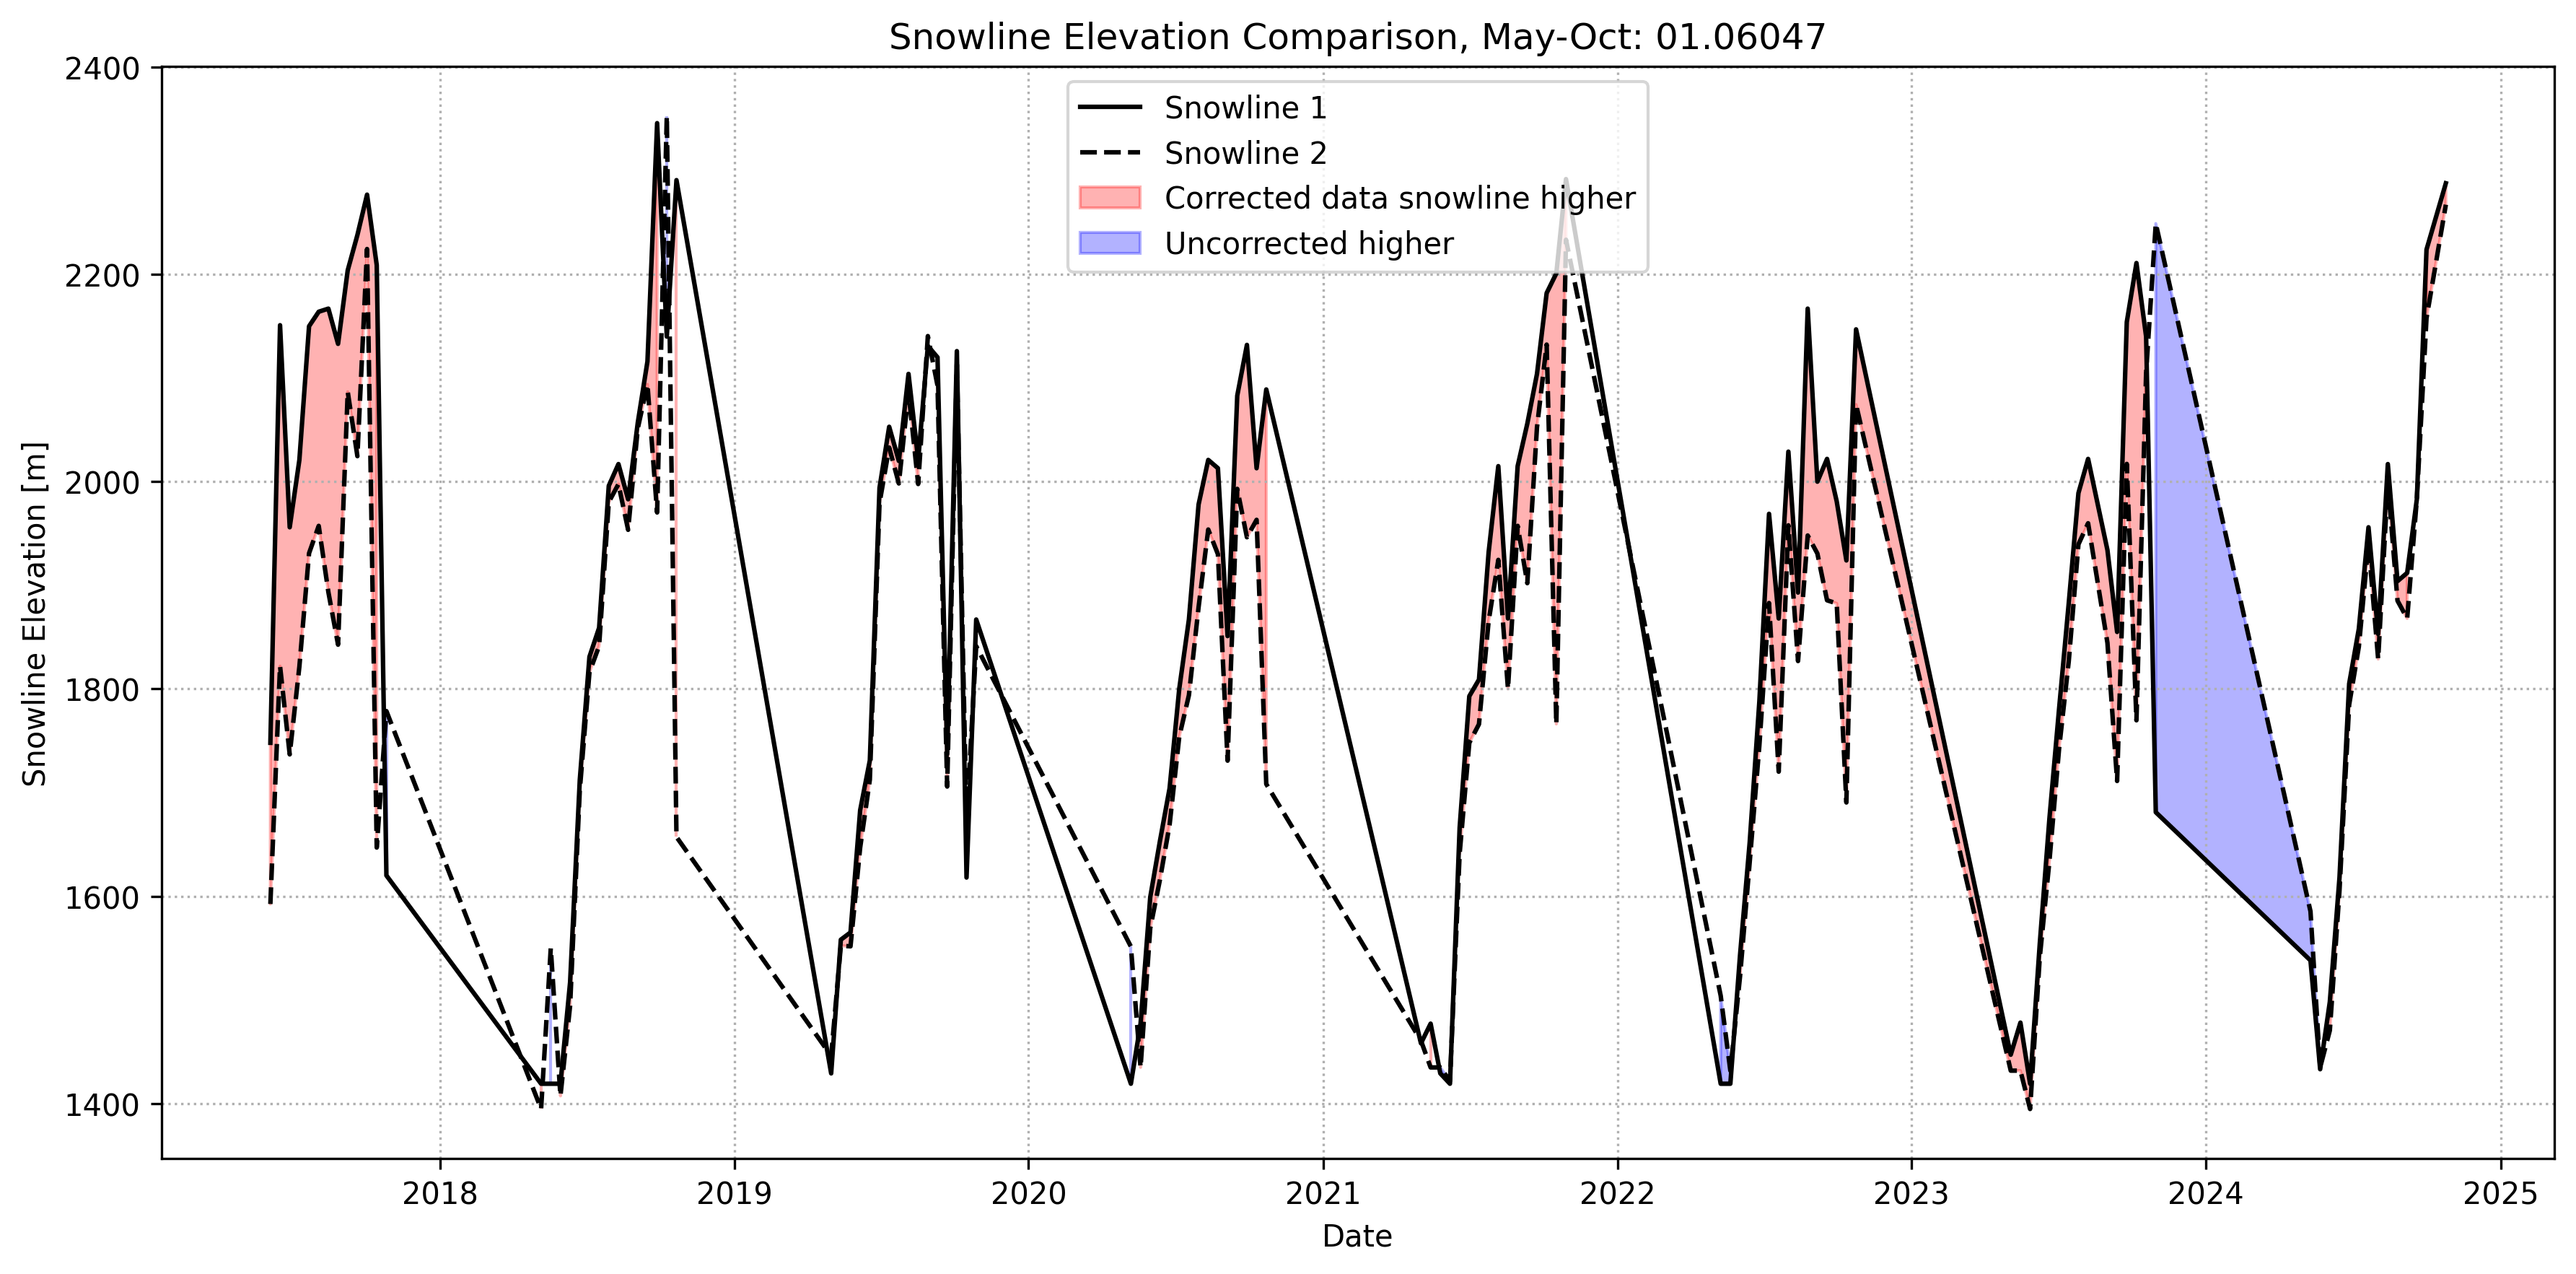 Snowline Elevation Comparison, May-Oct: 01.06047
Snowline 1
Snowline 2
Corrected data snowline higher
Uncorrected higher
Snowline Elevation [m]
2400
2200
2000
1800
1600
1400
2018 2019 2020 2021 2022 2023 2024 2025
Date